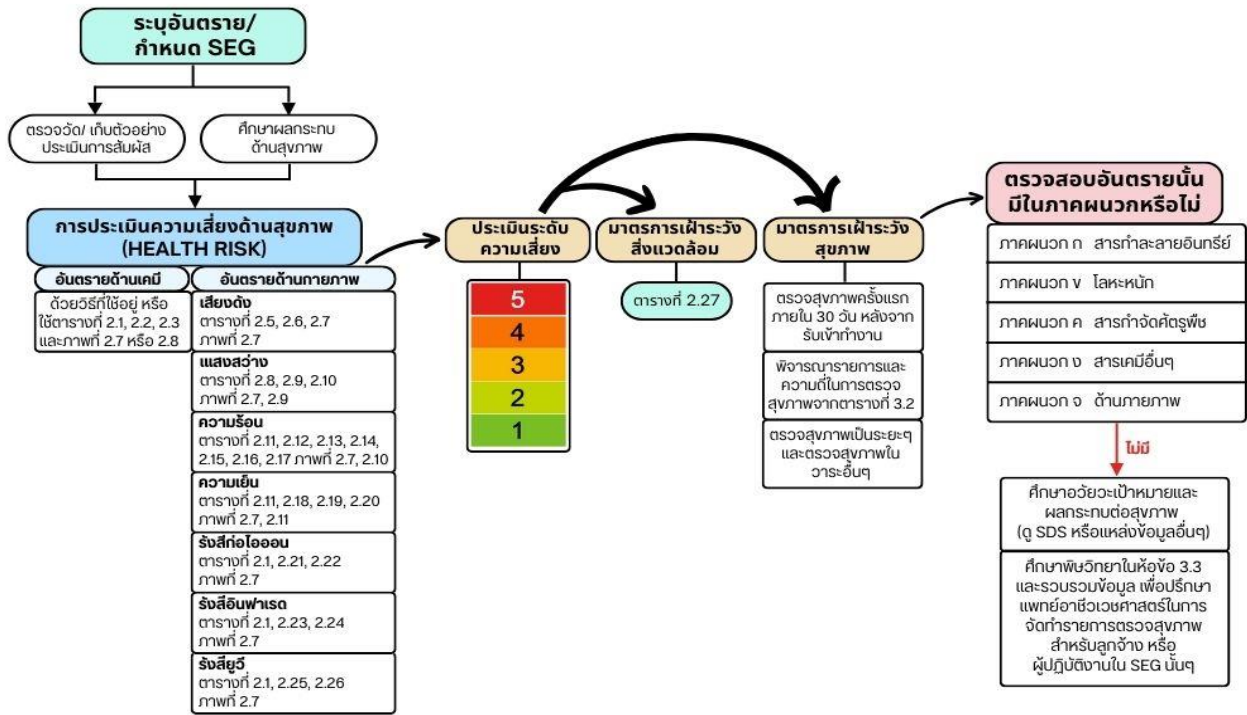 ระบุอันตราย/
กำหนด SEG
ตรวจวัด/ เก็บตัวอย่าง
ประเมินการสัมผัส
ศึกษาผลกระทบ
ด้านสุขภาพ
การประเมินความเสี่ยงด้านสุขภาพ
(HEALTH RISK)
อันตรายด้านเคมี
ด้วยวิธีที่ใช้อยู่ หรือ
ใช้ตารางที่ 2.1, 2.2, 2.3
และภาพที่ 2.7 หรือ 2.8
อันตรายด้านกายภาพ
เสียงดัง
ตารางที่ 2.5, 2.6, 2.7
ภาพที่ 2.7
แสงสว่าง
ตารางที่ 2.8, 2.9, 2.10
ภาพที่ 2.7, 2.9
ความร้อน
ตารางที่ 2.11, 2.12, 2.13, 2.14,
2.15, 2.16, 2.17 ภาพที่ 2.7, 2.10
ความเย็น
ตารางที่ 2.11, 2.18, 2.19, 2.20
ภาพที่ 2.7, 2.11
รังสีก่อไอออน
ตารางที่ 2.1, 2.21, 2.22
ภาพที่ 2.7
รังสีอินฟาเรด
ตารางที่ 2.1, 2.23, 2.24
ภาพที่ 2.7
รังสียูวี
ตารางที่ 2.1, 2.25, 2.26
ภาพที่ 2.7
ประเมินระดับ
ความเสี่ยง
5
4
3
2
1
มาตรการเฝ้าระวัง
สิ่งแวดล้อม
ตารางที่ 2.27
มาตรการเฝ้าระวัง
สุขภาพ
ตรวจสุขภาพครั้งแรก
ภายใน 30 วัน หลังจาก
รับเข้าทำงาน
พิจารณารายการและ
ความถี่ในการตรวจ
สุขภาพจากตารางที่ 3.2
ตรวจสุขภาพเป็นระยะๆ
และตรวจสุขภาพใน
วาระอื่นๆ
ตรวจสอบอันตรายนั้น
มีในภาคผนวกหรือไม่
ภาคผนวก ก สารทำละลายอินทรีย์
ภาคผนวก ข โลหะหนัก
ภาคผนวก ค สารกำจัดศัตรูพืช
ภาคผนวก ง สารเคมีอื่นๆ
ภาคผนวก จ ด้านกายภาพ
ไม่มี
ศึกษาอวัยวะเป้าหมายและ
ผลกระทบต่อสุขภาพ
(ดู SDS หรือแหล่งข้อมูลอื่นๆ)
ศึกษาพิษวิทยาในห้อข้อ 3.3
และรวบรวมข้อมูล เพื่อปรึกษา
แพทย์อาชีวเวชศาสตร์ในการ
จัดทำรายการตรวจสุขภาพ
สำหรับลูกจ้าง หรือ
ผู้ปฏิบัติงานใน SEG นั้นๆ